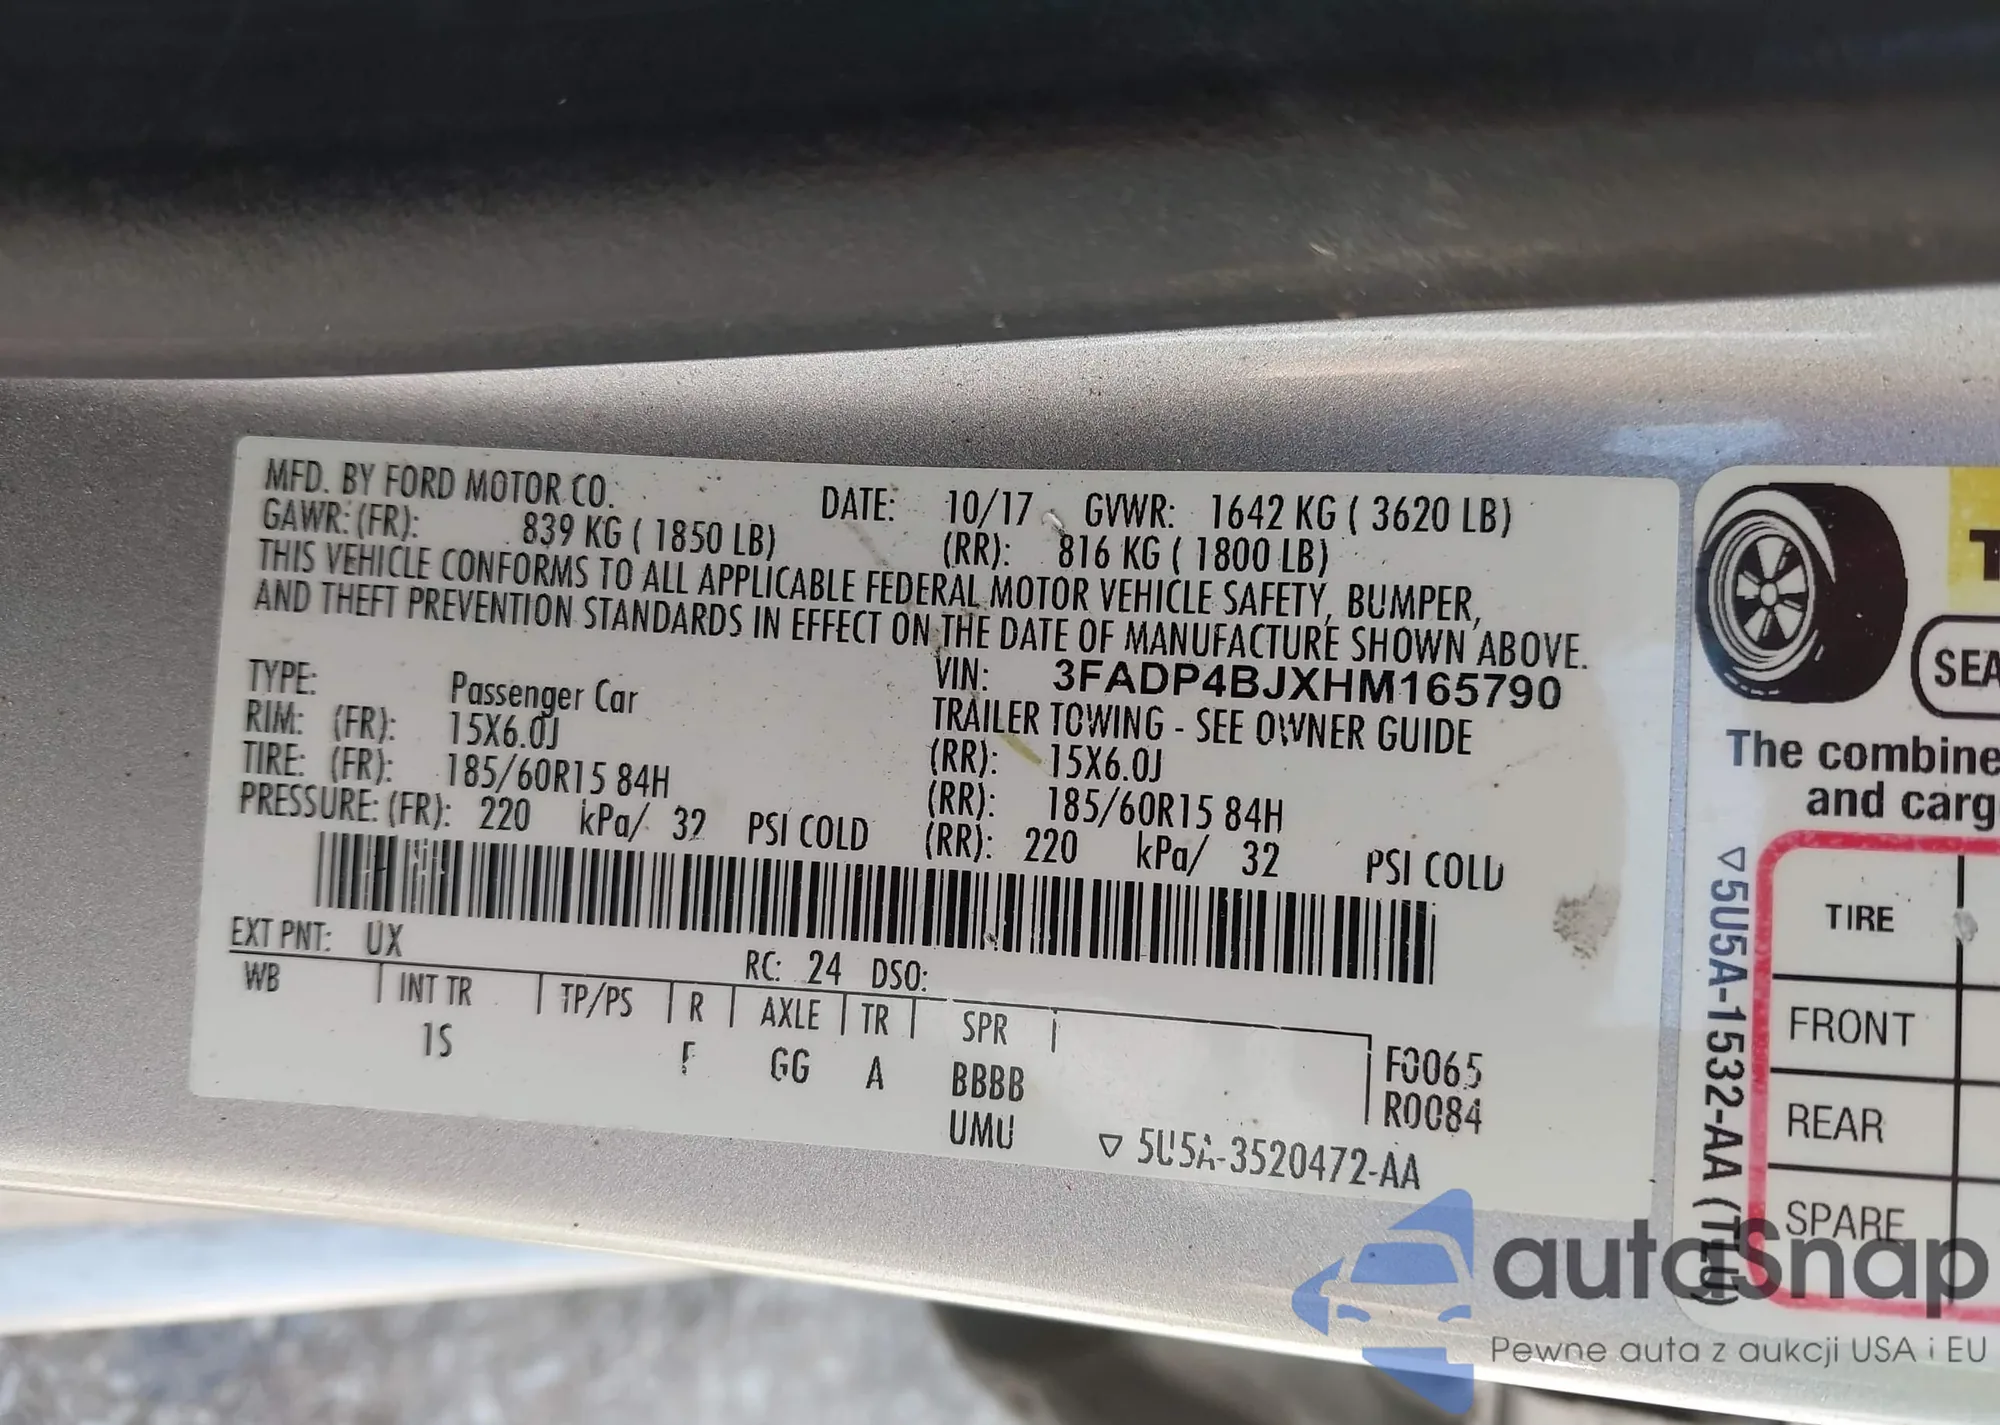 MFD. BY FORD MOTOR CO. DATE: 10/17 GVWR: 1642 KG ( 3620 LB)
GAWR: (FR): 839 KG ( 1850 LB) (RR): 816 KG ( 1800 LB)
THIS VEHICLE CONFORMS TO ALL APPLICABLE FEDERAL MOTOR VEHICLE SAFETY, BUMPER,
AND THEFT PREVENTION STANDARDS IN EFFECT ON THE DATE OF MANUFACTURE SHOWN ABOVE.
VIN: 3FADP4BJXHM165790
TYPE: Passenger Car TRAILER TOWING - SEE OWNER GUIDE
RIM: (FR): 15X6.0J (RR): 15X6.0J
TIRE: (FR): 185/60R15 84H (RR): 185/60R15 84H
PRESSURE: (FR): 220 kPa/ 32 PSI COLD (RR): 220 kPa/ 32 PSI COLD
EXT PNT: UX RC: 24 DSO:
WB INT TR TP/PS R AXLE TR SPR
1S F GG A BBBB F0065
UMU R0084
▽ 5U5A-3520472-AA
SEA
The combine
and carg
TIRE
FRONT
REAR
SPARE
▽5U5A-1532-AA (TLU)
autoSnap
Pewne auta z aukcji USA i EU